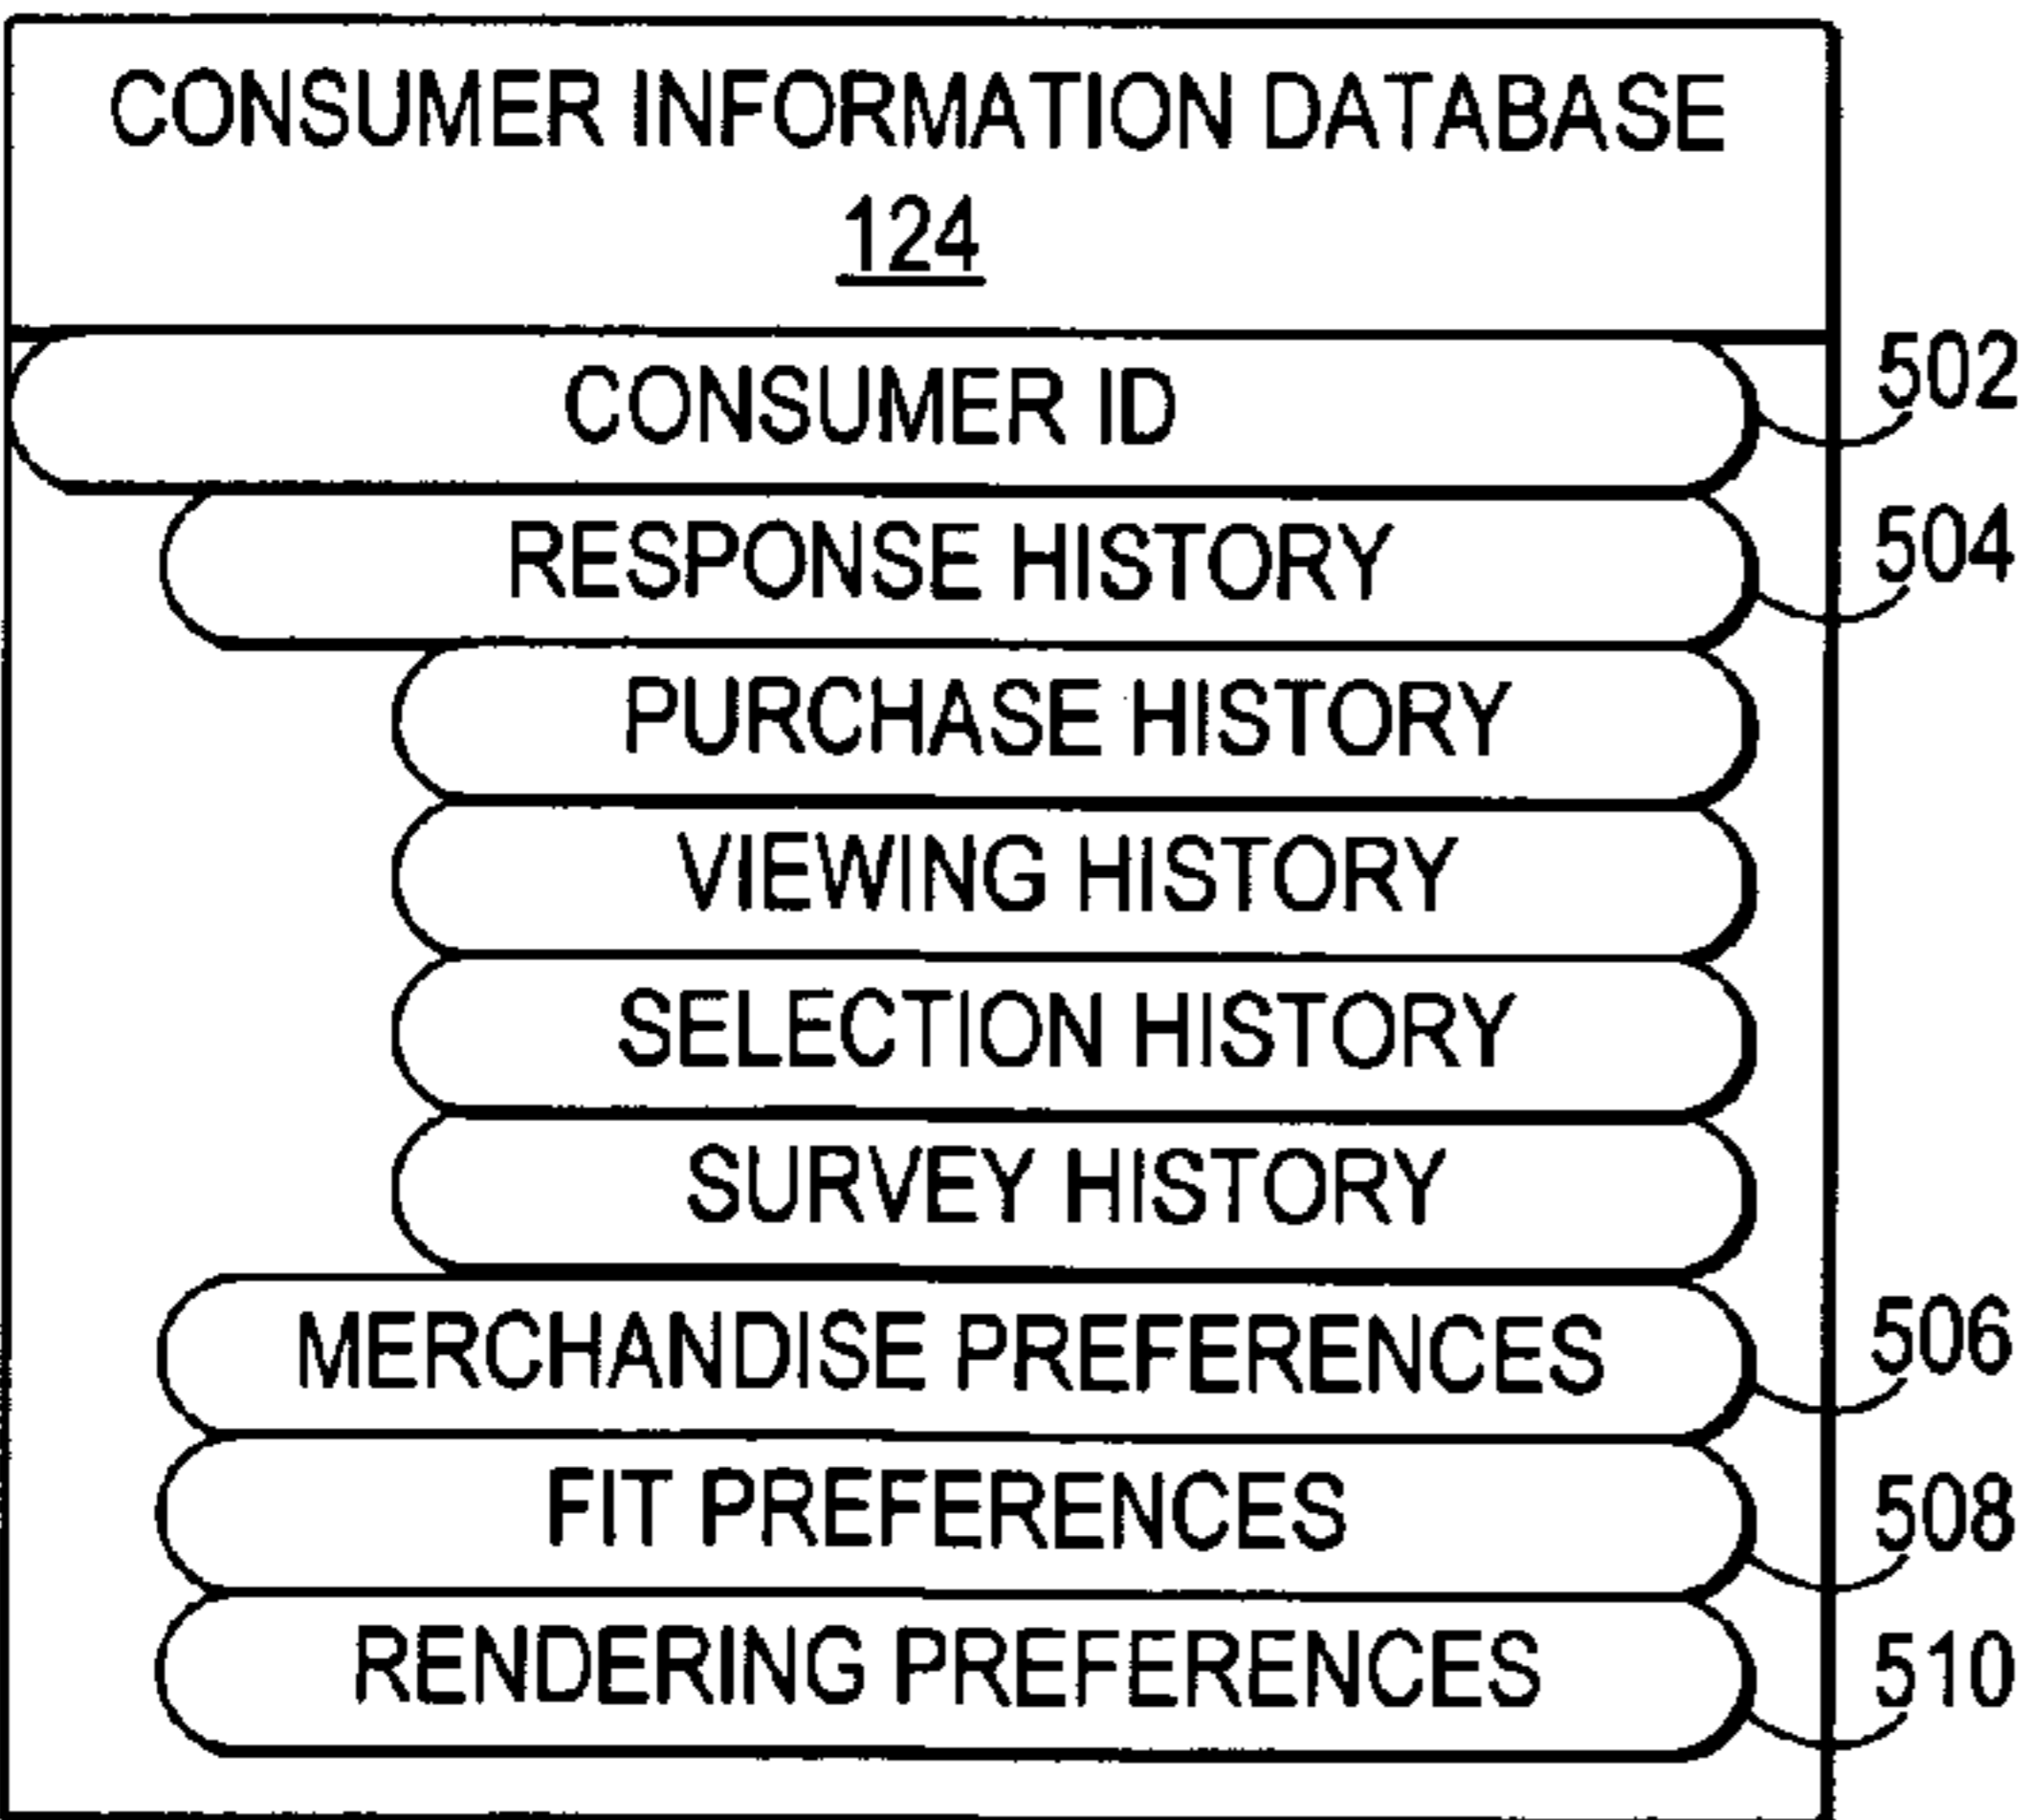 CONSUMER INFORMATION DATABASE
124
CONSUMER ID
502
RESPONSE HISTORY
504
PURCHASE HISTORY
VIEWING HISTORY
SELECTION HISTORY
SURVEY HISTORY
MERCHANDISE PREFERENCES
506
FIT PREFERENCES
508
RENDERING PREFERENCES
510